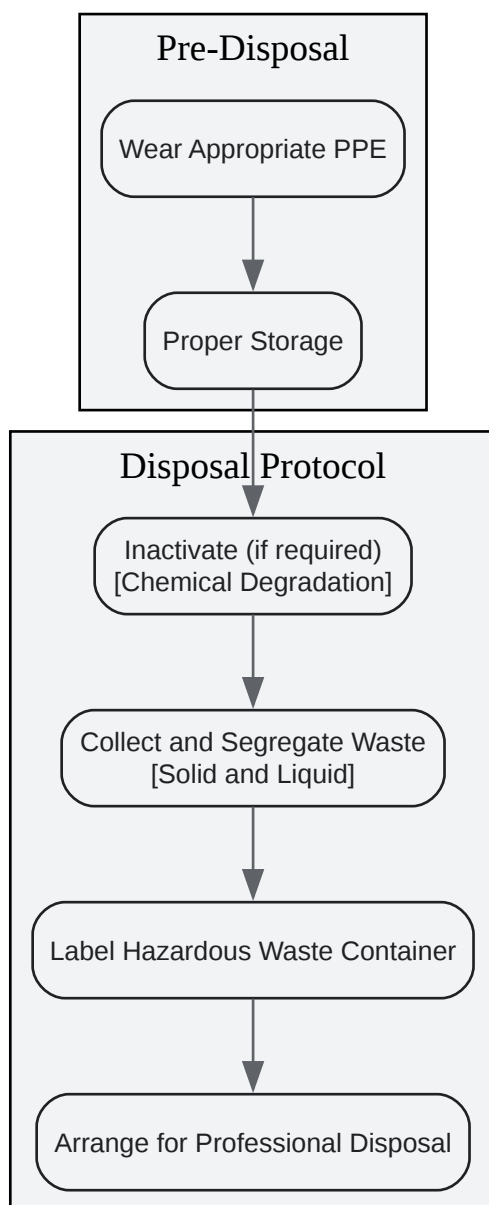 Pre-Disposal
Wear Appropriate PPE
Proper Storage
Disposal Protocol
Inactivate (if required)
[Chemical Degradation]
Collect and Segregate Waste
[Solid and Liquid]
Label Hazardous Waste Container
Arrange for Professional Disposal